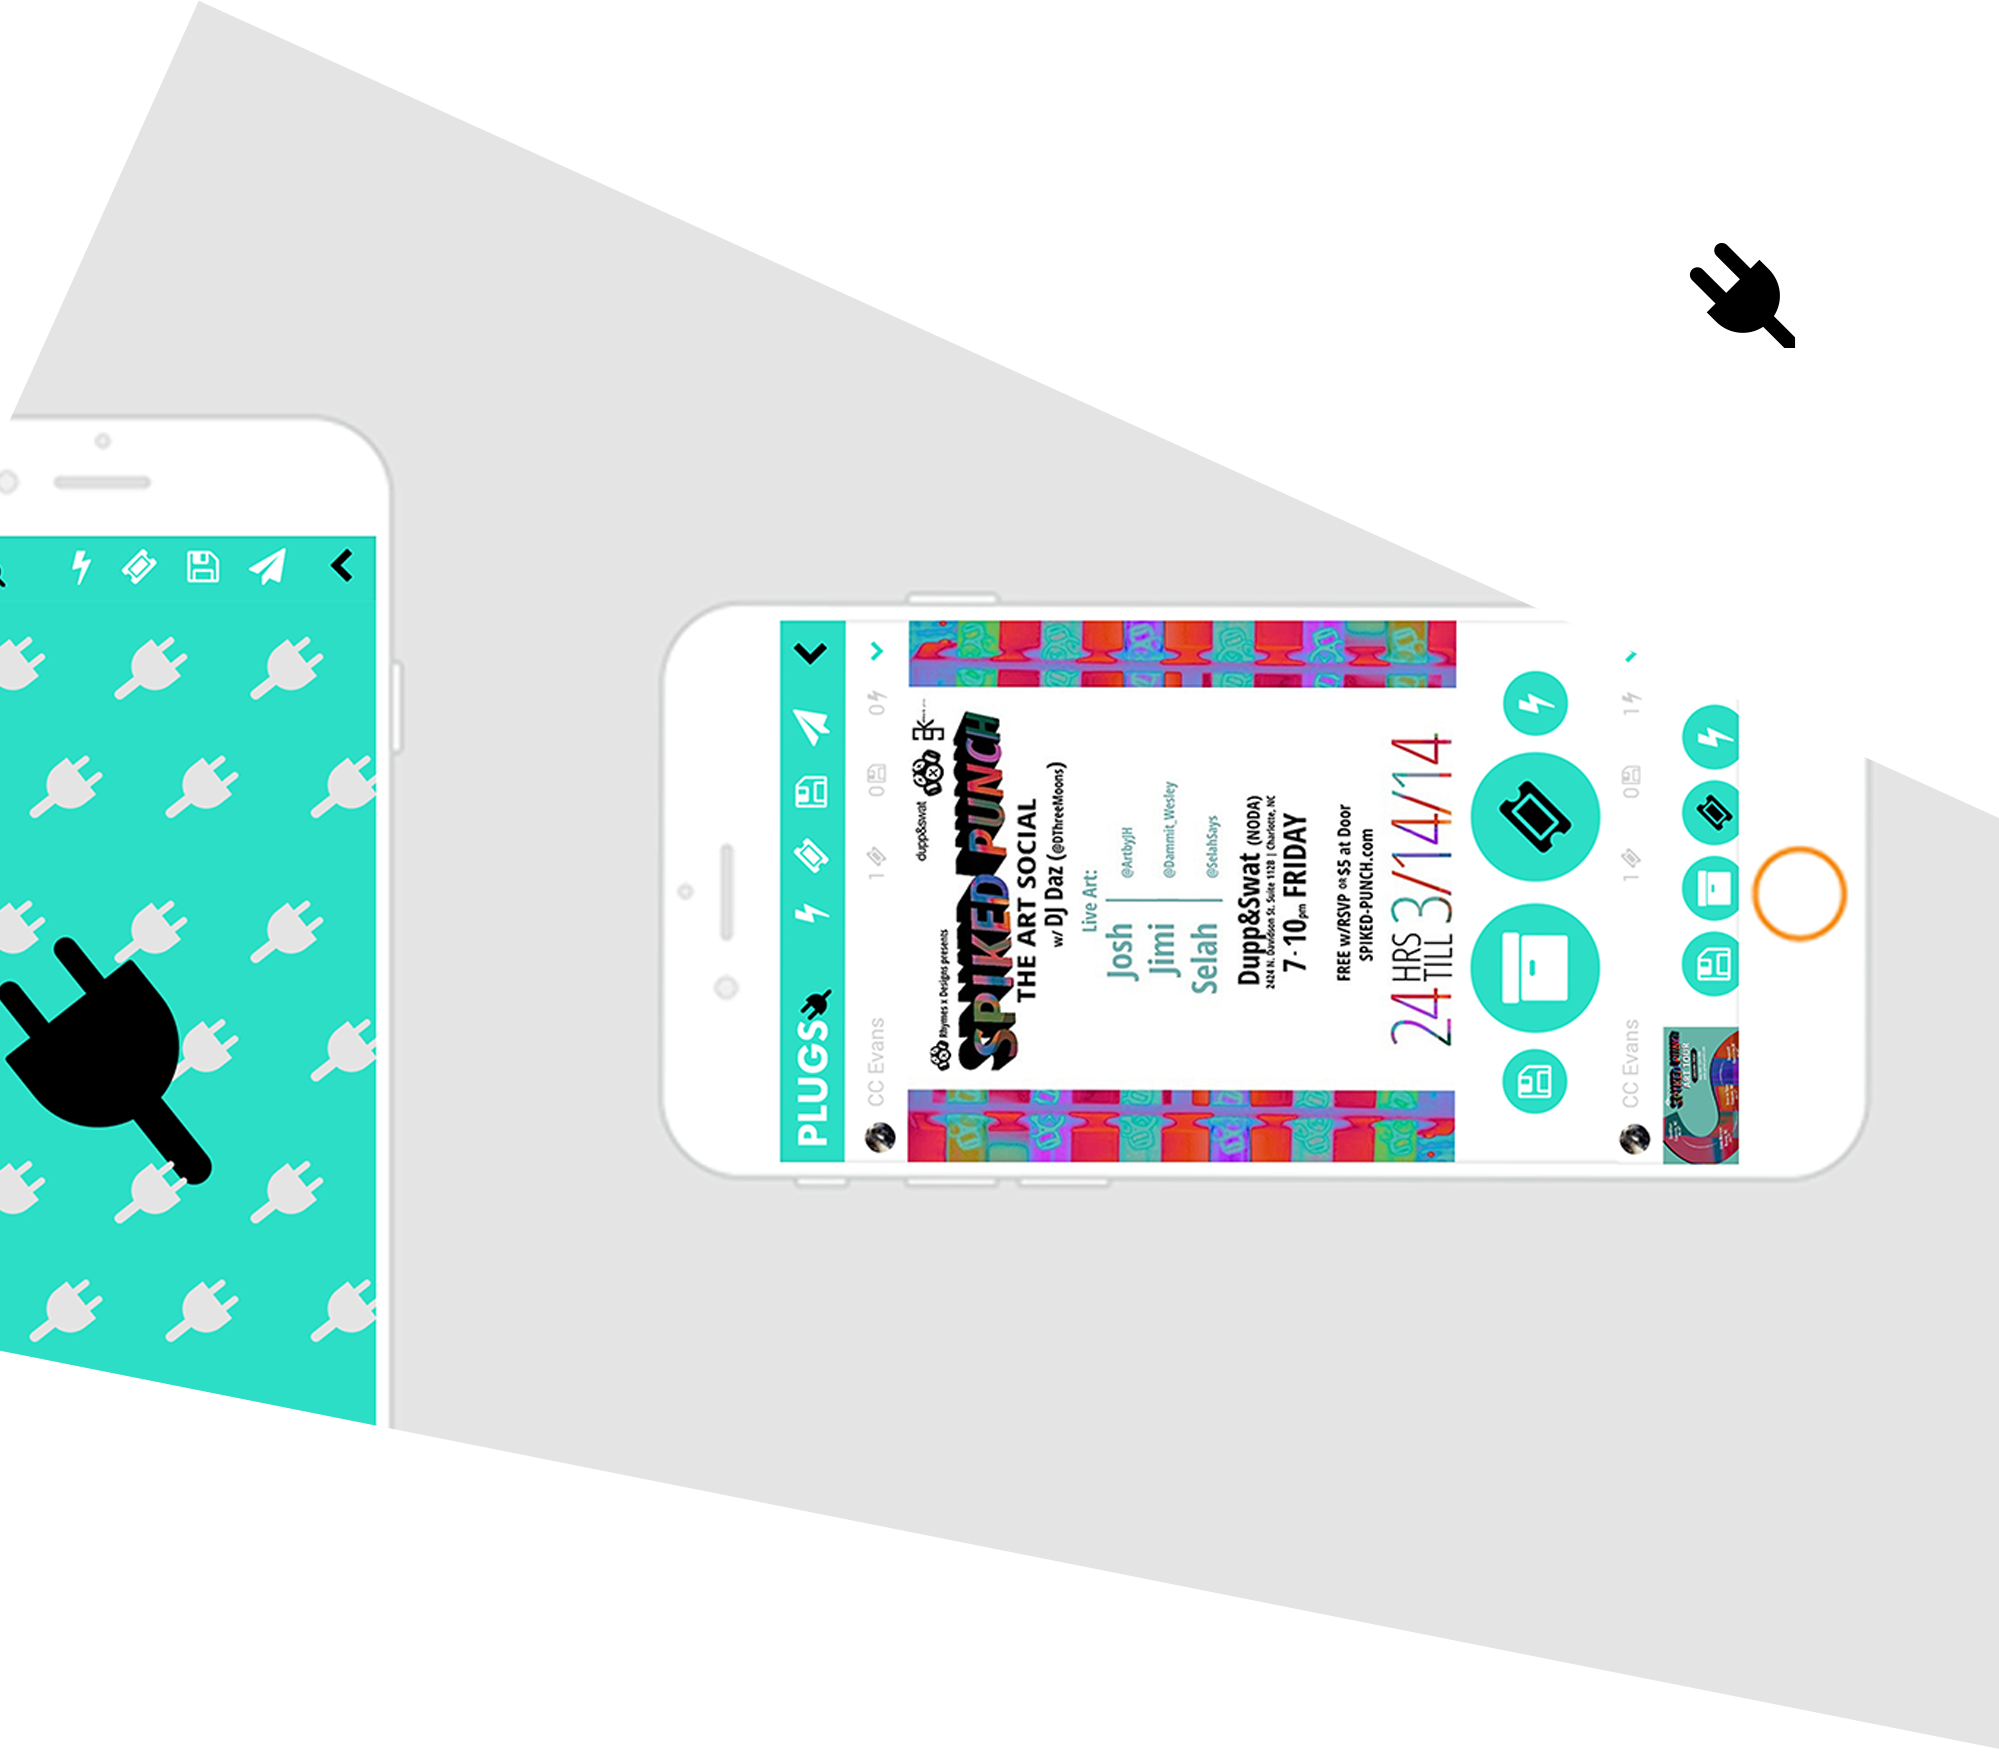 PLUGS
CC Evans 1 0 0
dupp&swat
Rhymes x Designs presents
SPIKED PUNCH
THE ART SOCIAL
w/ DJ Daz (@DThreeMoons)
Live Art:
Josh @ArtbyJH
Jimi @Dammit_Wesley
Selah @SelahSays
Dupp&Swat (NODA)
2424 N. Davidson St. Suite 112B | Charlotte, NC
7-10pm FRIDAY
FREE w/RSVP OR $5 at Door
SPIKED-PUNCH.com
24 HRS TILL 3/14/14
CC Evans 1 0 1
SPIKED PUNCH